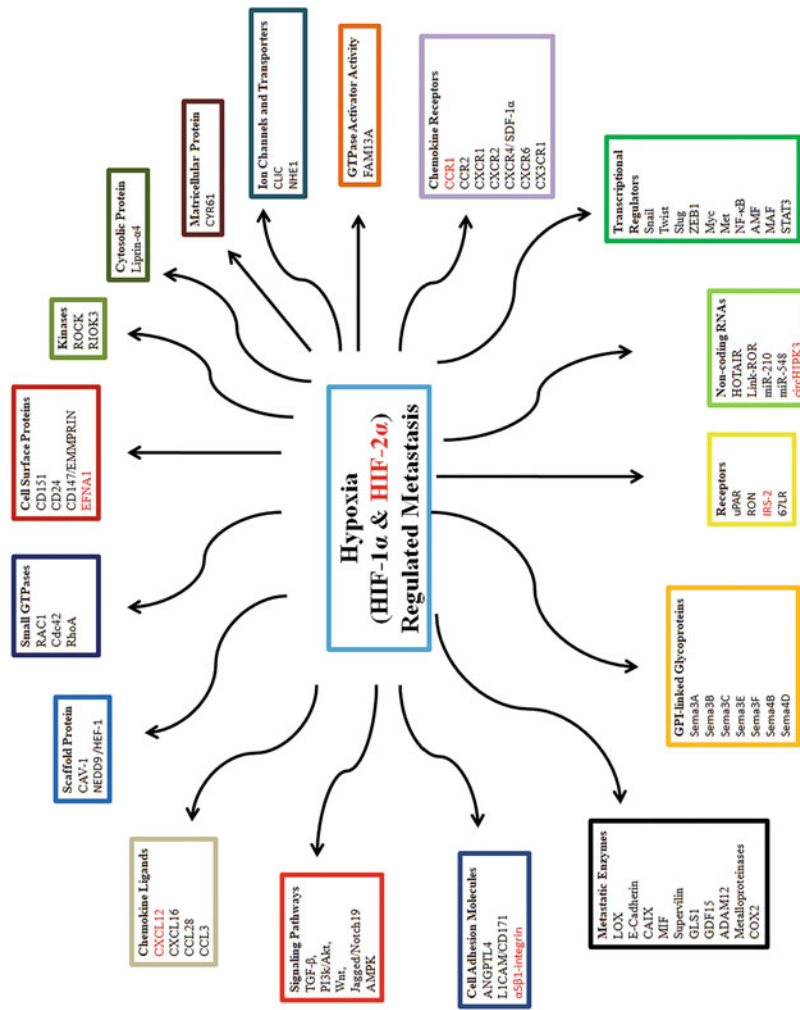 Hypoxia
(HIF-1α & HIF-2α)
Regulated Metastasis
Chemokine Ligands
CXCL12
CXCL16
CCL28
CCL3
Scaffold Protein
CAV-1
NEDD9 /HEF-1
Small GTPases
RAC1
Cdc42
RhoA
Cell Surface Proteins
CD151
CD24
CD147/EMMPRIN
EFNA1
Kinases
ROCK
RIOK3
Cytosolic Protein
Liprin-α4
Matricellular Protein
CYR61
Ion Channels and Transporters
CLIC
NHE1
GTPase Activator Activity
FAM13A
Chemokine Receptors
CCR1
CCR2
CXCR1
CXCR2
CXCR4/ SDF-1α
CXCR6
CX3CR1
Transcriptional
Regulators
Snail
Twist
Slug
ZEB1
Myc
Met
NF-κB
AMF
MAF
STAT3
Non-coding RNAs
HOTAIR
Link-ROR
miR-210
miR-548
circHIPK3
Receptors
uPAR
RON
IRS-2
67LR
GPI-linked Glycoproteins
Sema3A
Sema3B
Sema3C
Sema3E
Sema3F
Sema4B
Sema4D
Metastatic Enzymes
LOX
E-Cadherin
CAIX
MIF
Supervilin
GLS1
GDF15
ADAM12
Metalloproteinases
COX2
Cell Adhesion Molecules
ANGPTL4
L1CAM/CD171
α5β1-integrin
Signaling Pathways
TGF-β,
PI3k/Akt,
Wnt,
Jagged/Notch19
AMPK